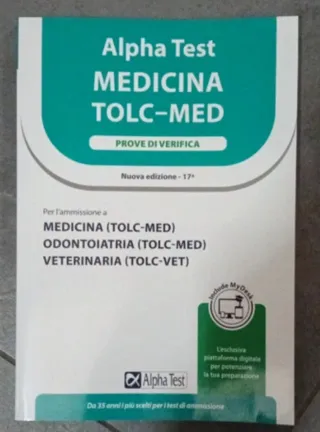 Alpha Test
MEDICINA
TOLC-MED
PROVE DI VERIFICA
Nuova edizione - 17ª
Per l'ammissione a
MEDICINA (TOLC-MED)
ODONTOIATRIA (TOLC-MED)
VETERINARIA (TOLC-VET)
Include MyDesk
L'esclusiva
piattaforma digitale
per potenziare
la tua preparazione
Alpha Test
Da 35 anni i più scelti per i test di ammissione